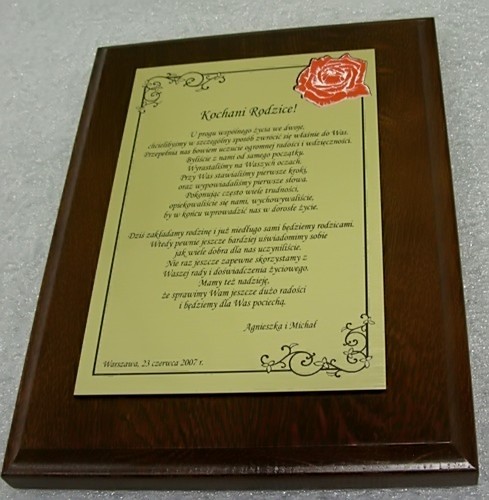 Kochani Rodzice!
U progu wspólnego życia we dwoje,
chcielibyśmy w szczególny sposób zwrócić się właśnie do Was.
Przepełnia nas bowiem uczucie ogromnej radości i wdzięczności.
Byliście z nami od samego początku.
Wyrastaliśmy na Waszych oczach.
Przy Was stawialiśmy pierwsze kroki,
oraz wypowiadaliśmy pierwsze słowa.
Pokonując często wiele trudności,
opiekowaliście się nami, wychowywaliście,
by w końcu wprowadzić nas w dorosłe życie.
Dziś zakładamy rodzinę i już niedługo sami będziemy rodzicami.
Wtedy pewnie jeszcze bardziej uświadomimy sobie
jak wiele dobra dla nas uczyniliście.
Nie raz jeszcze zapewne skorzystamy z
Waszej rady i doświadczenia życiowego.
Mamy też nadzieję,
że sprawimy Wam jeszcze dużo radości
i będziemy dla Was pociechą.
Agnieszka i Michał
Warszawa, 23 czerwca 2007 r.